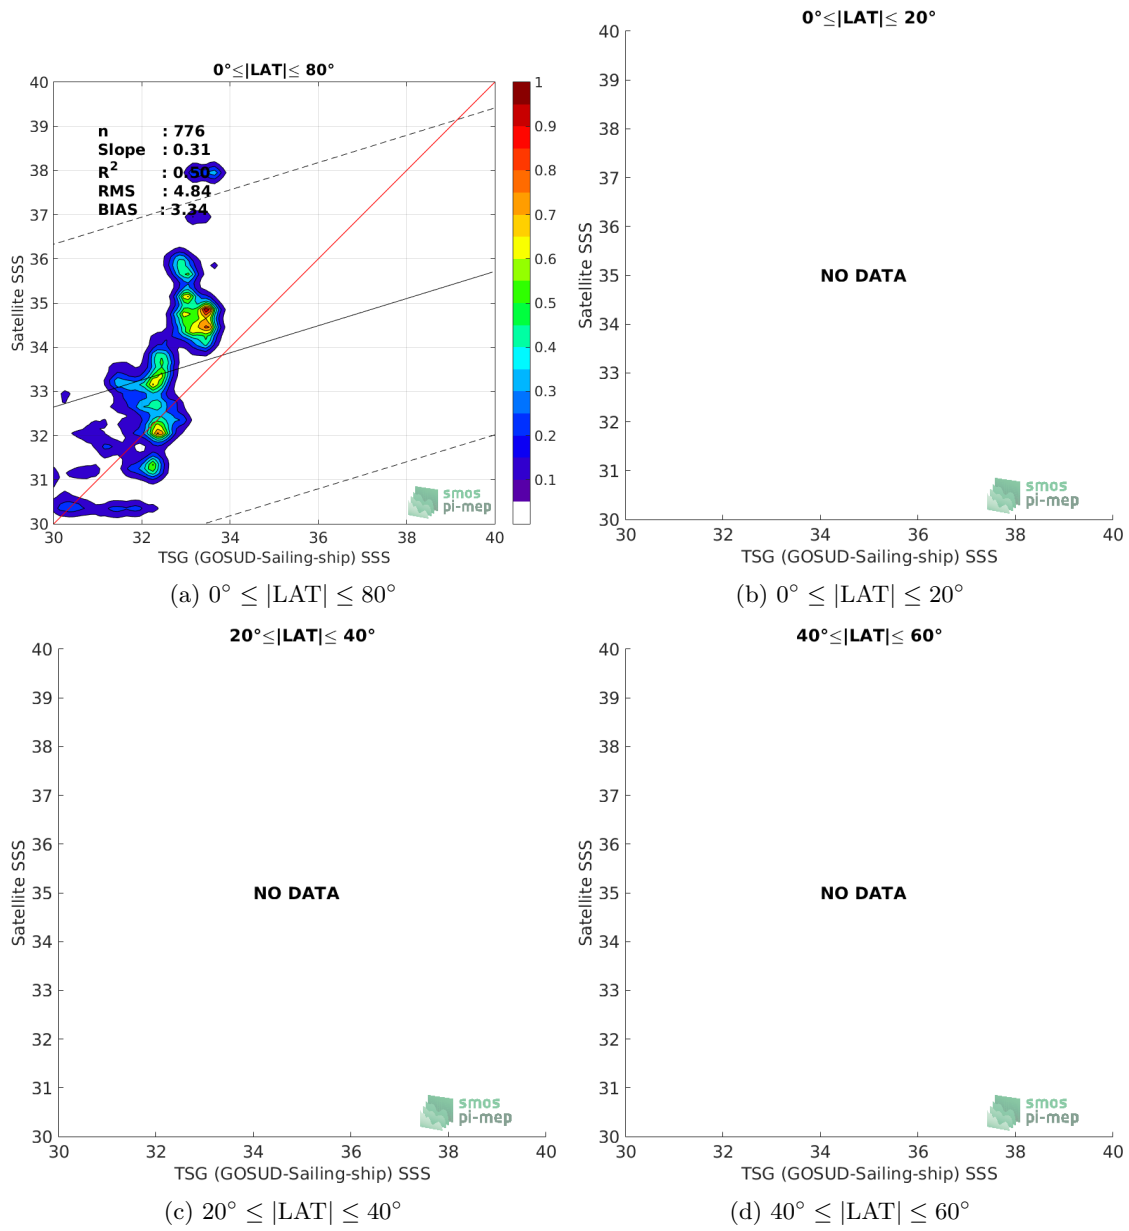 0°≤|LAT|≤ 80°
40
39
38
37
36
35
34
33
32
31
30
Satellite SSS
n : 776
Slope : 0.31
R2 : 0.50
RMS : 4.84
BIAS : 3.34
1
0.9
0.8
0.7
0.6
0.5
0.4
0.3
0.2
0.1
smos
pi-mep
30 32 34 36 38 40
TSG (GOSUD-Sailing-ship) SSS
(a) 0° ≤ |LAT| ≤ 80°
0°≤|LAT|≤ 20°
40
39
38
37
36
35
34
33
32
31
30
Satellite SSS
NO DATA
smos
pi-mep
30 32 34 36 38 40
TSG (GOSUD-Sailing-ship) SSS
(b) 0° ≤ |LAT| ≤ 20°
20°≤|LAT|≤ 40°
40
39
38
37
36
35
34
33
32
31
30
Satellite SSS
NO DATA
smos
pi-mep
30 32 34 36 38 40
TSG (GOSUD-Sailing-ship) SSS
(c) 20° ≤ |LAT| ≤ 40°
40°≤|LAT|≤ 60°
40
39
38
37
36
35
34
33
32
31
30
Satellite SSS
NO DATA
smos
pi-mep
30 32 34 36 38 40
TSG (GOSUD-Sailing-ship) SSS
(d) 40° ≤ |LAT| ≤ 60°